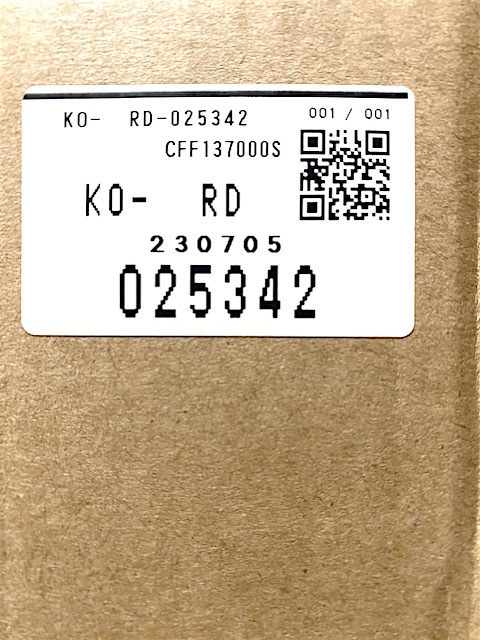 KO-  RD-025342 001 / 001
CFF137000S
KO-  RD
230705
025342